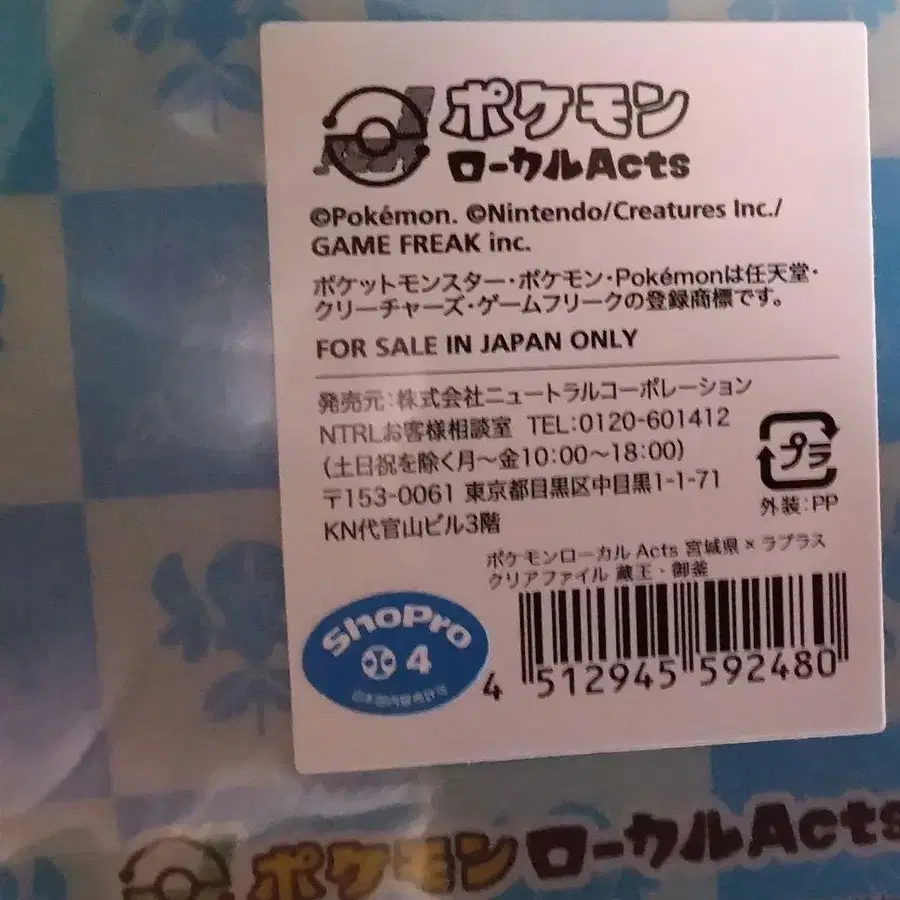 ポケモン
ローカルActs
©Pokémon. ©Nintendo/Creatures Inc./
GAME FREAK inc.
ポケットモンスター・ポケモン・Pokémonは任天堂・
クリーチャーズ・ゲームフリークの登録商標です。
FOR SALE IN JAPAN ONLY
発売元:株式会社ニュートラルコーポレーション
NTRLお客様相談室 TEL:0120-601412
(土日祝を除く月〜金10:00〜18:00)
〒153-0061 東京都目黒区中目黒1-1-71
KN代官山ビル3階
プラ
外装:PP
ポケモンローカル Acts 宮城県×ラプラス
クリアファイル 蔵王・御釜
ShoPro
4
4 512945 592480
ポケモンローカルActs